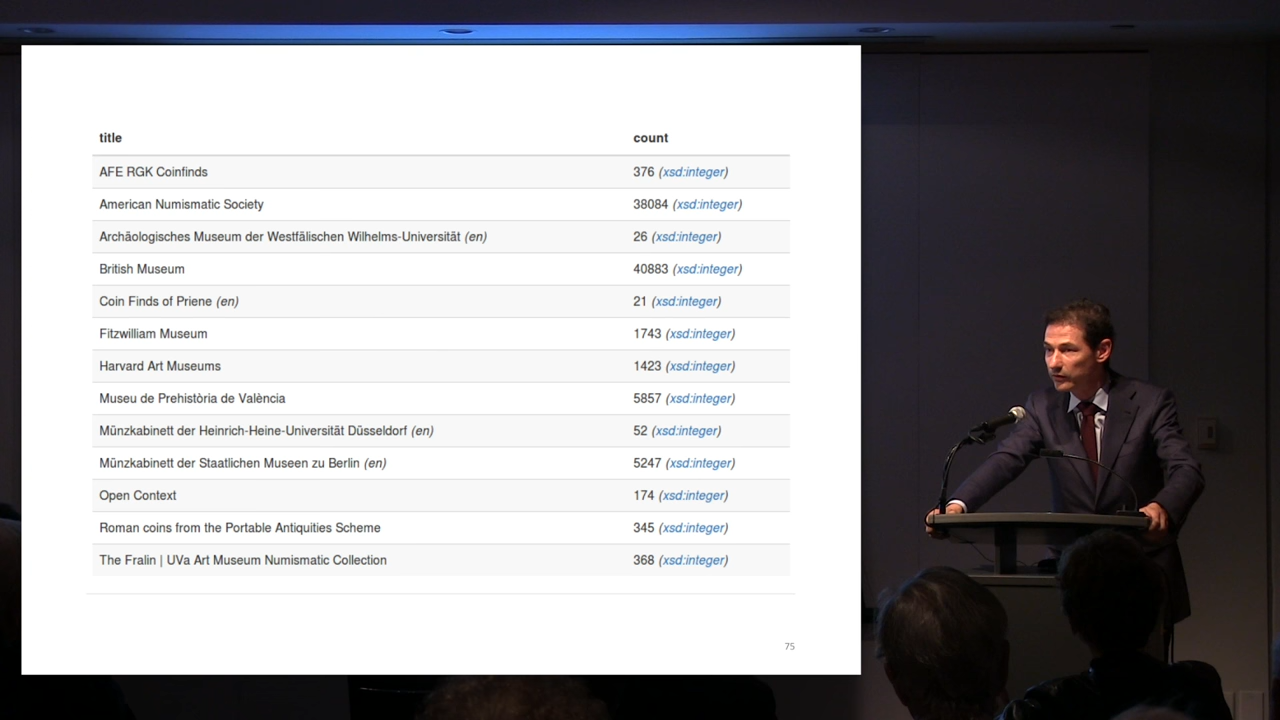 title count
AFE RGK Coinfinds 376 (xsd:integer)
American Numismatic Society 38084 (xsd:integer)
Archäologisches Museum der Westfälischen Wilhelms-Universität (en) 26 (xsd:integer)
British Museum 40883 (xsd:integer)
Coin Finds of Priene (en) 21 (xsd:integer)
Fitzwilliam Museum 1743 (xsd:integer)
Harvard Art Museums 1423 (xsd:integer)
Museu de Prehistòria de València 5857 (xsd:integer)
Münzkabinett der Heinrich-Heine-Universität Düsseldorf (en) 52 (xsd:integer)
Münzkabinett der Staatlichen Museen zu Berlin (en) 5247 (xsd:integer)
Open Context 174 (xsd:integer)
Roman coins from the Portable Antiquities Scheme 345 (xsd:integer)
The Fralin | UVa Art Museum Numismatic Collection 368 (xsd:integer)
75